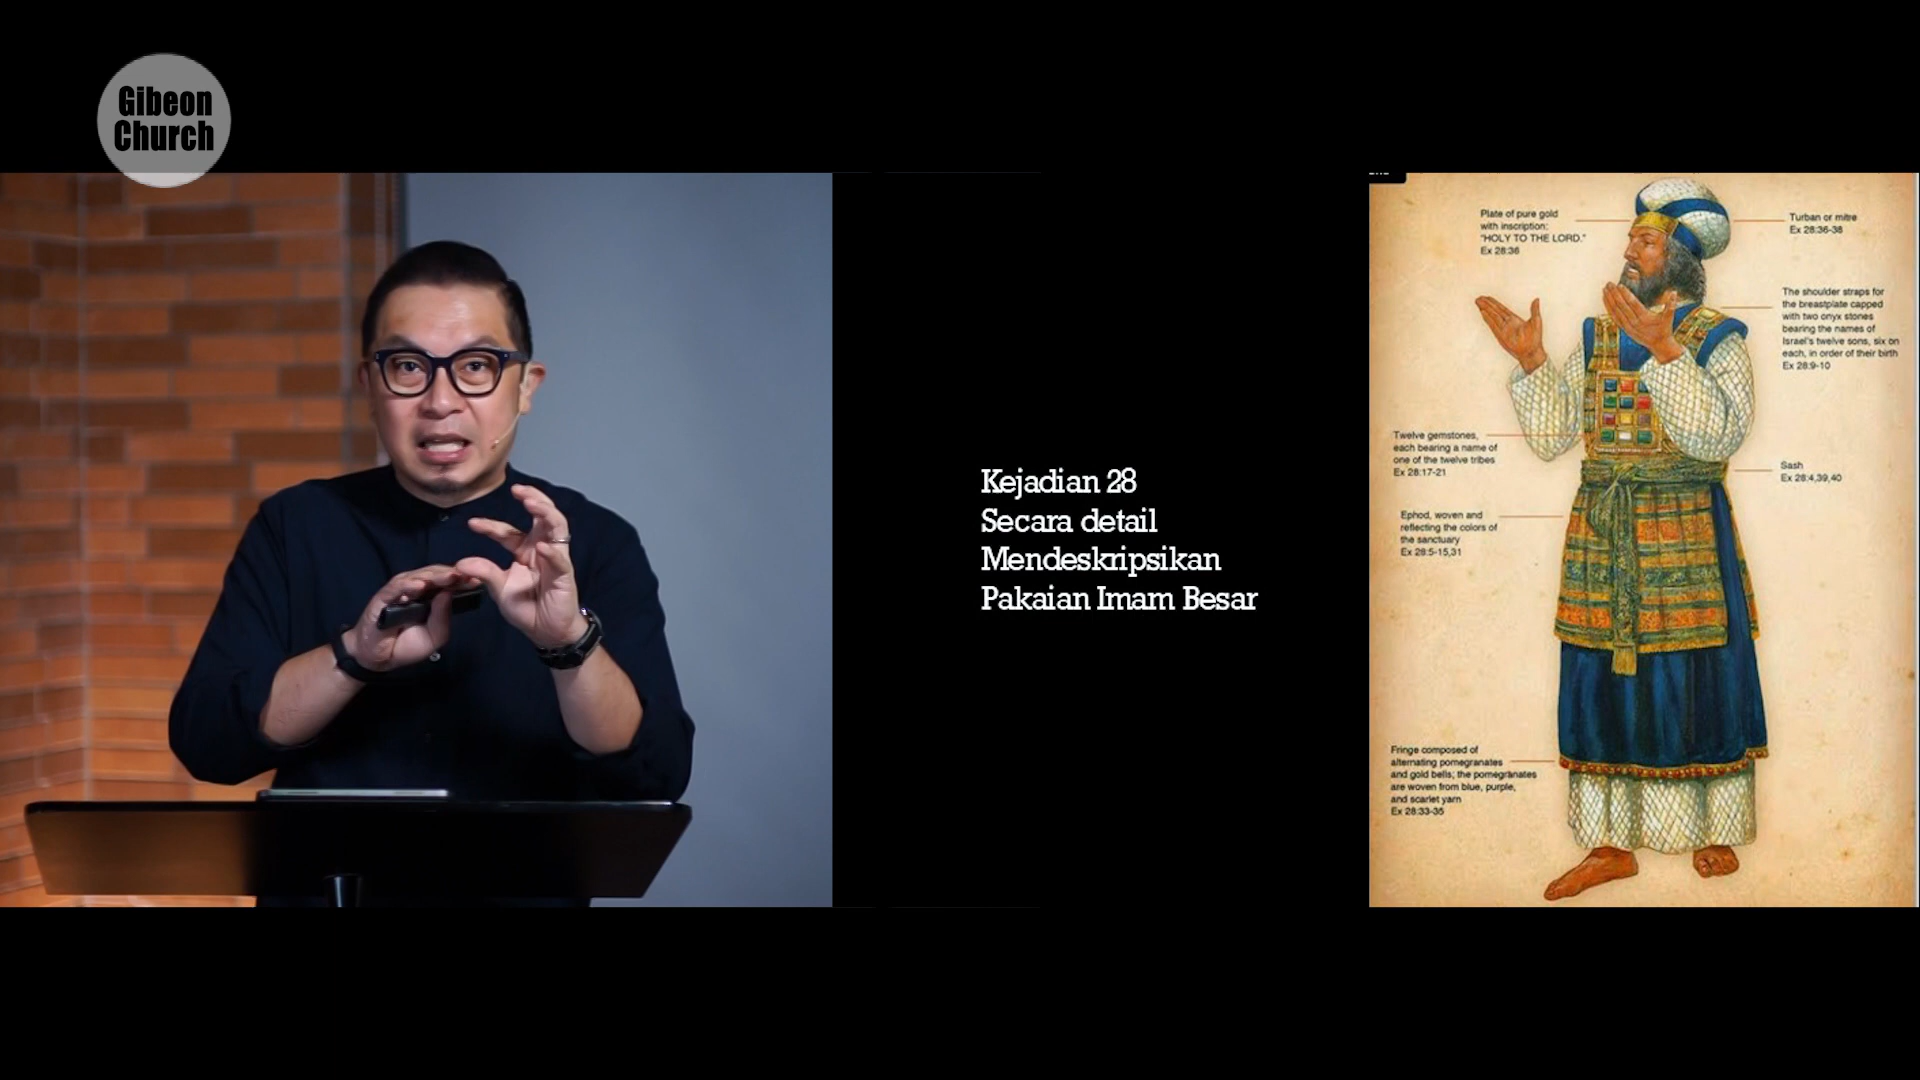 Gibeon
Church
Kejadian 28
Secara detail
Mendeskripsikan
Pakaian Imam Besar
Plate of pure gold
with inscription:
"HOLY TO THE LORD."
Ex 28:36
Turban or mitre
Ex 28:36-38
The shoulder straps for
the breastplate capped
with two onyx stones
bearing the names of
Israel's twelve sons, six on
each, in order of their birth
Ex 28:9-10
Twelve gemstones,
each bearing a name of
one of the twelve tribes
Ex 28:17-21
Sash
Ex 28:4,39,40
Ephod, woven and
reflecting the colors of
the sanctuary
Ex 28:5-15,31
Fringe composed of
alternating pomegranates
and gold bells; the pomegranates
are woven from blue, purple,
and scarlet yarn
Ex 28:33-35